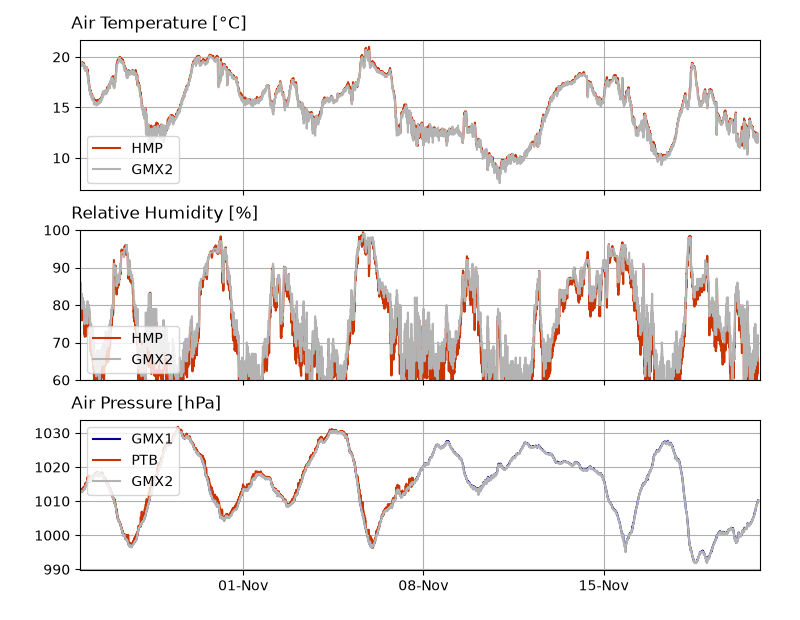 Air Temperature [°C]
20
15
10
HMP
GMX2
Relative Humidity [%]
100
90
80
70
60
HMP
GMX2
Air Pressure [hPa]
1030
1020
1010
1000
990
GMX1
PTB
GMX2
01-Nov
08-Nov
15-Nov